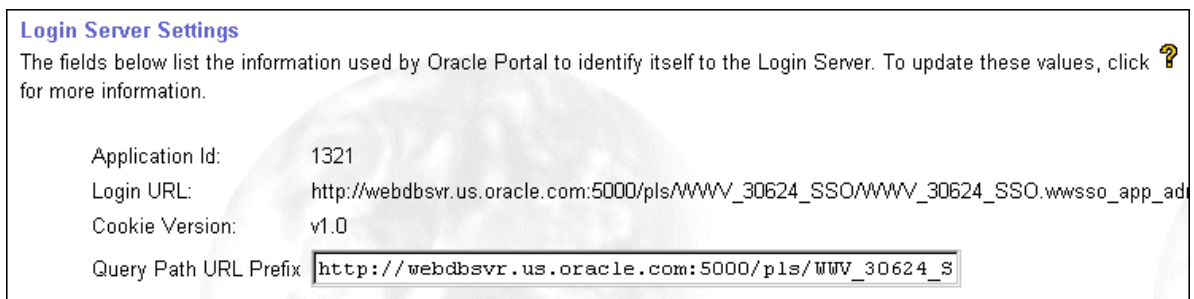 Login Server Settings
The fields below list the information used by Oracle Portal to identify itself to the Login Server. To update these values, click ?
for more information.
Application Id: 1321
Login URL: http://webdbsvr.us.oracle.com:5000/pls/WWV_30624_SSO/WWV_30624_SSO.wwsso_app_ad
Cookie Version: v1.0
Query Path URL Prefix http://webdbsvr.us.oracle.com:5000/pls/WWV_30624_S